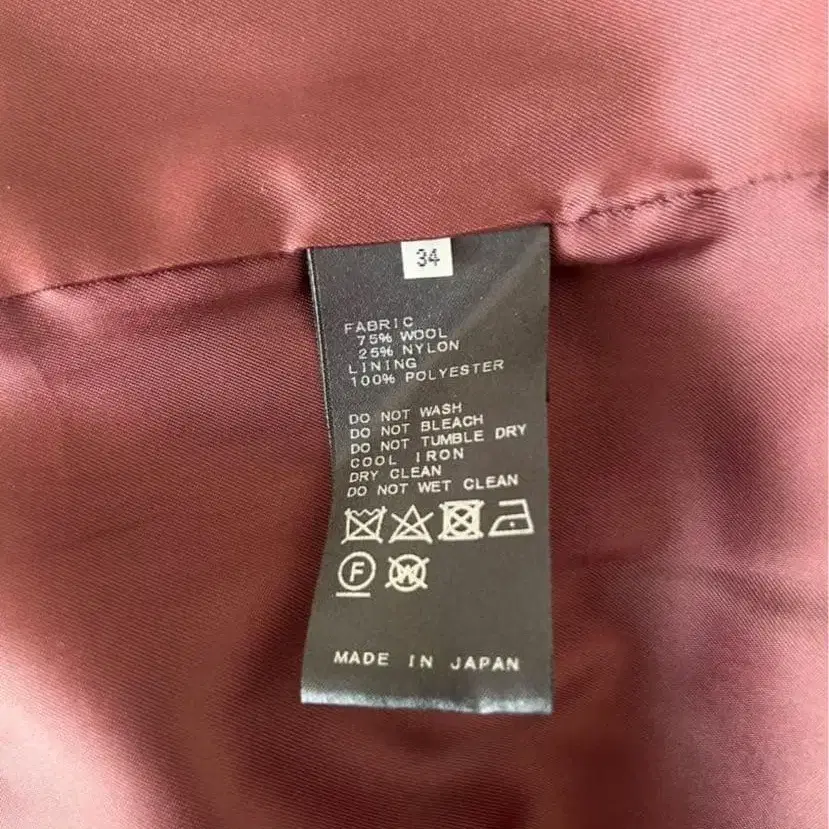 34
FABRIC
75% WOOL
25% NYLON
LINING
100% POLYESTER
DO NOT WASH
DO NOT BLEACH
DO NOT TUMBLE DRY
COOL IRON
DRY CLEAN
DO NOT WET CLEAN
F W
MADE IN JAPAN